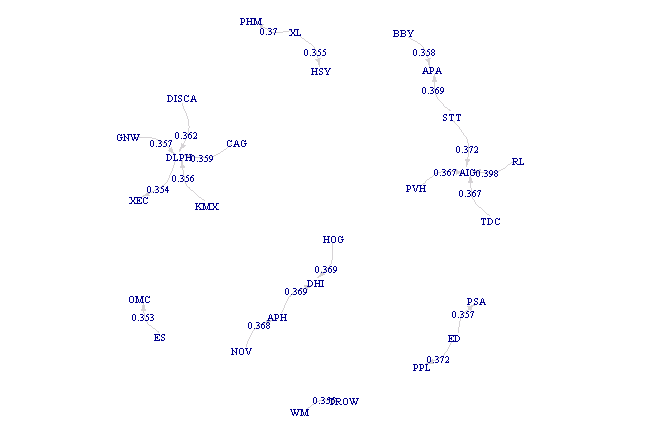 PHM
0.37
XL
0.355
HSY
BBY
0.358
APA
0.369
STT
0.372
RL
0.398
AIG
0.367
PVH
0.367
TDC
DISCA
0.362
GNW
0.357
CAG
0.359
DLPH
0.356
0.354
XEC
KMX
HOG
0.369
DHI
0.369
APH
0.368
NOV
OMC
0.353
ES
PSA
0.357
ED
0.372
PPL
TROW
WM